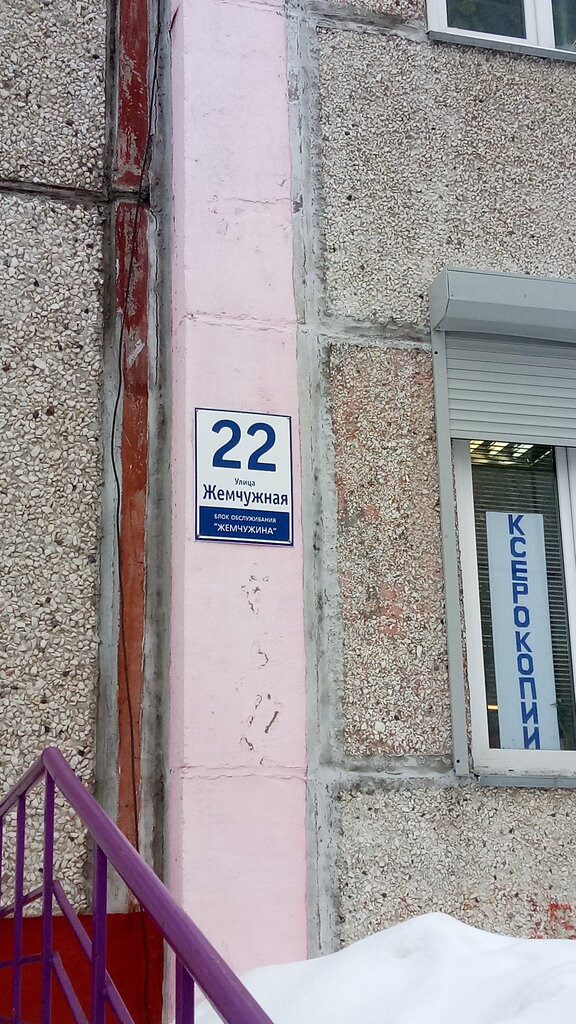 22
Улица
Жемчужная
БЛОК ОБСЛУЖИВАНИЯ
"ЖЕМЧУЖИНА"
КСЕРОКОПИИ